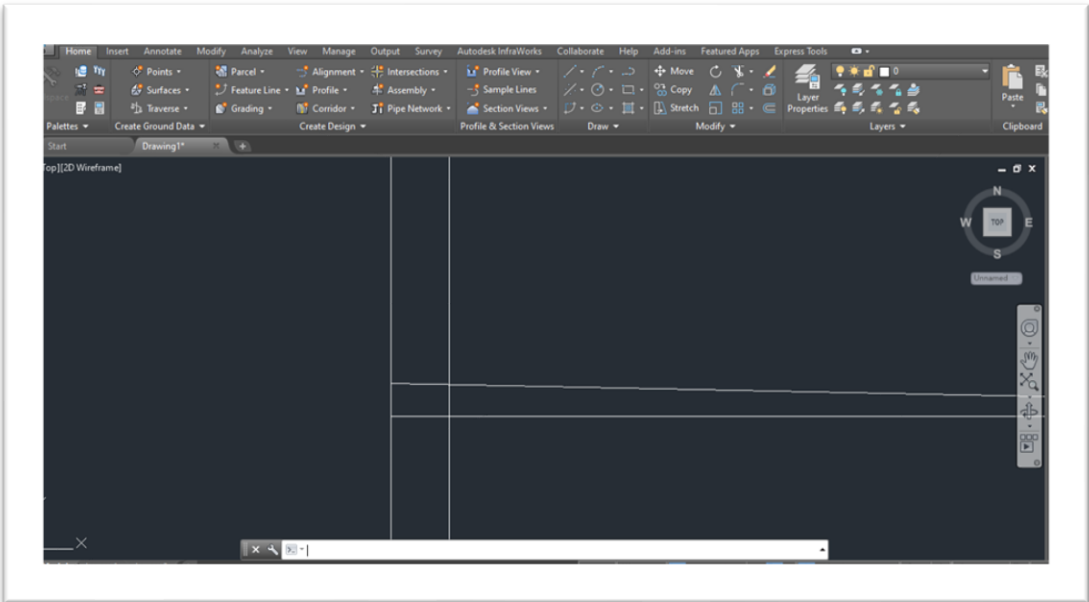 Home Insert Annotate Modify Analyze View Manage Output Survey Autodesk InfraWorks Collaborate Help Add-ins Featured Apps Express Tools
Points Parcel Alignment Intersections Profile View Move 0
Surfaces Feature Line Profile Assembly Sample Lines Copy
Traverse Grading Corridor Pipe Network Section Views Stretch Layer Properties Paste
Palettes Create Ground Data Create Design Profile & Section Views Draw Modify Layers Clipboard
Start Drawing1* +
Top][2D Wireframe]
N
W TOP E
S
Unnamed
X